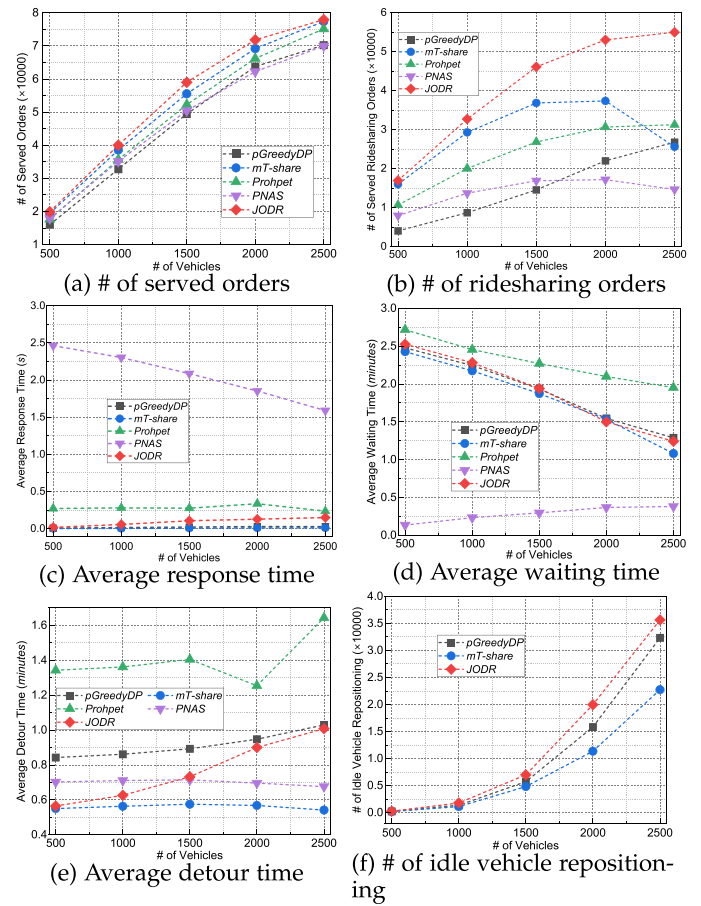 8
7
6
5
4
3
2
1
# of Served Orders (×10000)
pGreedyDP
mT-share
Prohpet
PNAS
JODR
500 1000 1500 2000 2500
# of Vehicles
(a) # of served orders
6
5
4
3
2
1
0
# of Served Ridesharing Orders (×10000)
pGreedyDP
mT-share
Prohpet
PNAS
JODR
500 1000 1500 2000 2500
# of Vehicles
(b) # of ridesharing orders
3.0
2.5
2.0
1.5
1.0
0.5
0.0
Average Response Time (s)
pGreedyDP
mT-share
Prohpet
PNAS
JODR
500 1000 1500 2000 2500
# of Vehicles
(c) Average response time
3.0
2.5
2.0
1.5
1.0
0.5
0.0
Average Waiting Time (minutes)
pGreedyDP
mT-share
Prohpet
PNAS
JODR
500 1000 1500 2000 2500
# of Vehicles
(d) Average waiting time
1.6
1.4
1.2
1.0
0.8
0.6
0.4
Average Detour Time (minutes)
pGreedyDP mT-share
Prohpet PNAS
JODR
500 1000 1500 2000 2500
# of Vehicles
(e) Average detour time
4.0
3.5
3.0
2.5
2.0
1.5
1.0
0.5
0.0
# of Idle Vehicle Repositioning (×10000)
pGreedyDP
mT-share
JODR
500 1000 1500 2000 2500
# of Vehicles
(f) # of idle vehicle reposition-
ing